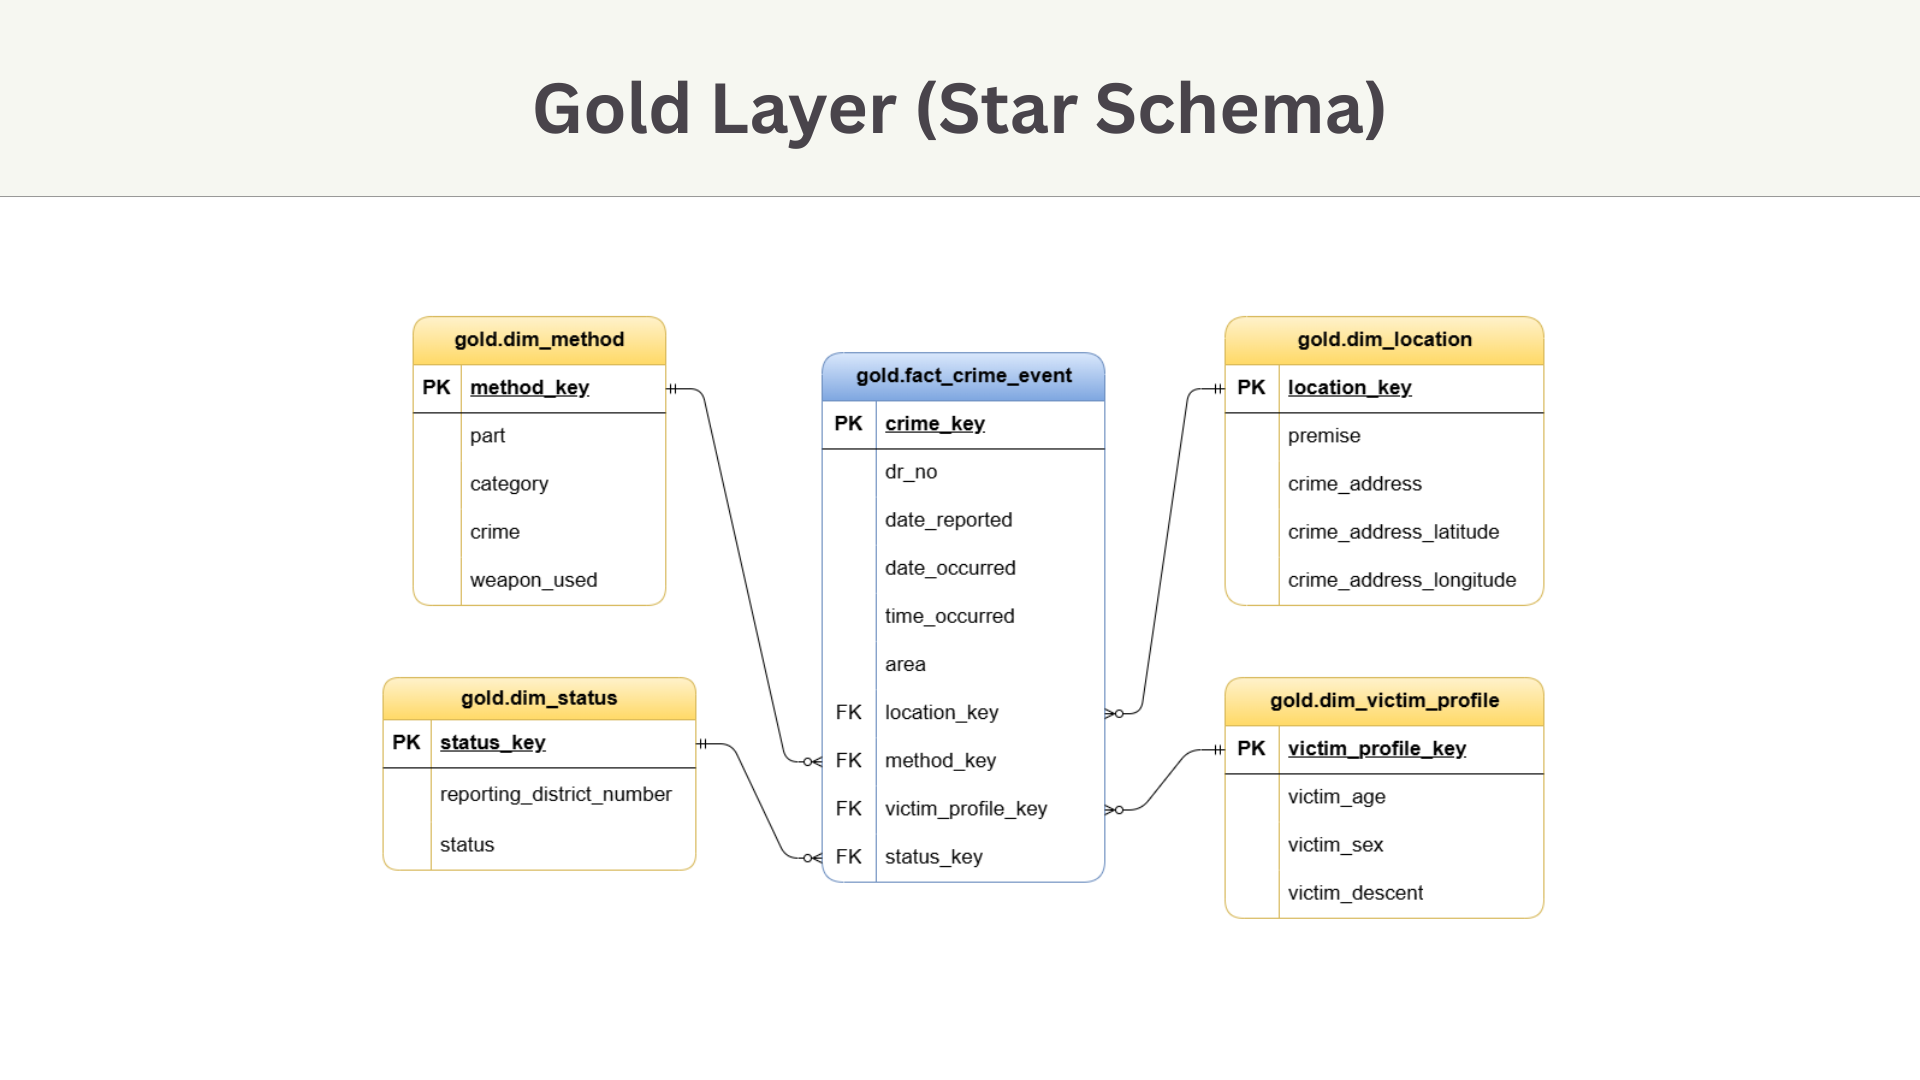 Gold Layer (Star Schema)
gold.dim_method
PK method_key
part
category
crime
weapon_used
gold.dim_status
PK status_key
reporting_district_number
status
gold.fact_crime_event
PK crime_key
dr_no
date_reported
date_occurred
time_occurred
area
FK location_key
FK method_key
FK victim_profile_key
FK status_key
gold.dim_location
PK location_key
premise
crime_address
crime_address_latitude
crime_address_longitude
gold.dim_victim_profile
PK victim_profile_key
victim_age
victim_sex
victim_descent